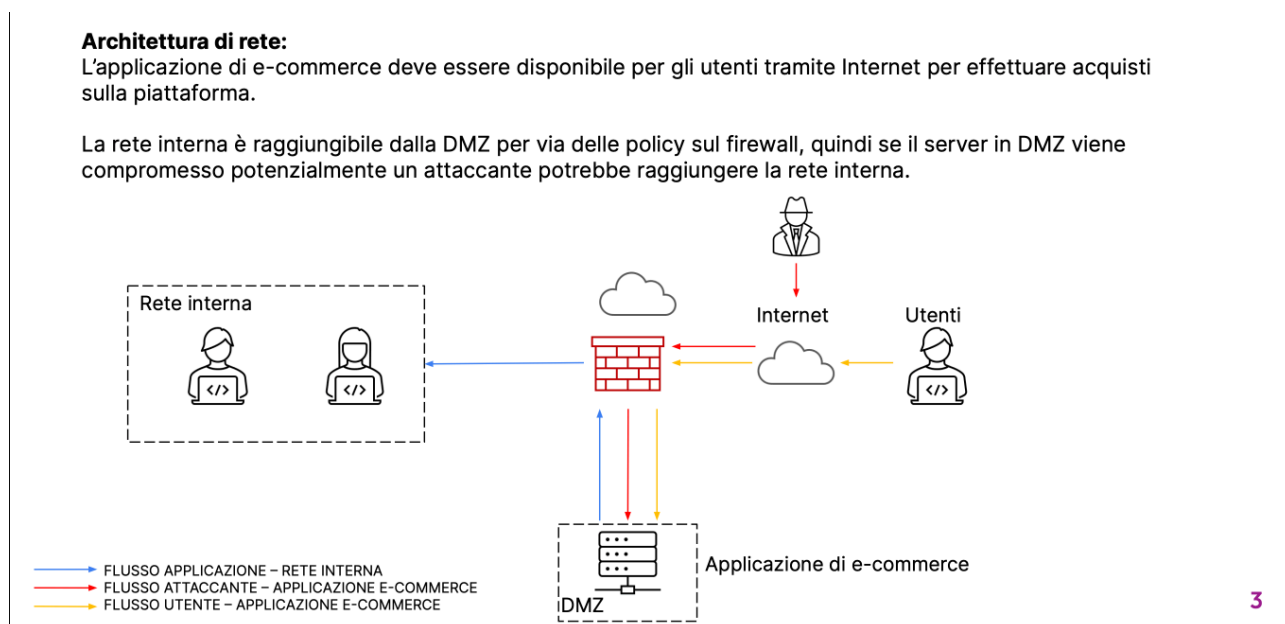 Architettura di rete:
L'applicazione di e-commerce deve essere disponibile per gli utenti tramite Internet per effettuare acquisti
sulla piattaforma.
La rete interna è raggiungibile dalla DMZ per via delle policy sul firewall, quindi se il server in DMZ viene
compromesso potenzialmente un attaccante potrebbe raggiungere la rete interna.
Rete interna
Internet
Utenti
</>
</>
</>
Applicazione di e-commerce
DMZ
FLUSSO APPLICAZIONE – RETE INTERNA
FLUSSO ATTACCANTE – APPLICAZIONE E-COMMERCE
FLUSSO UTENTE – APPLICAZIONE E-COMMERCE
3